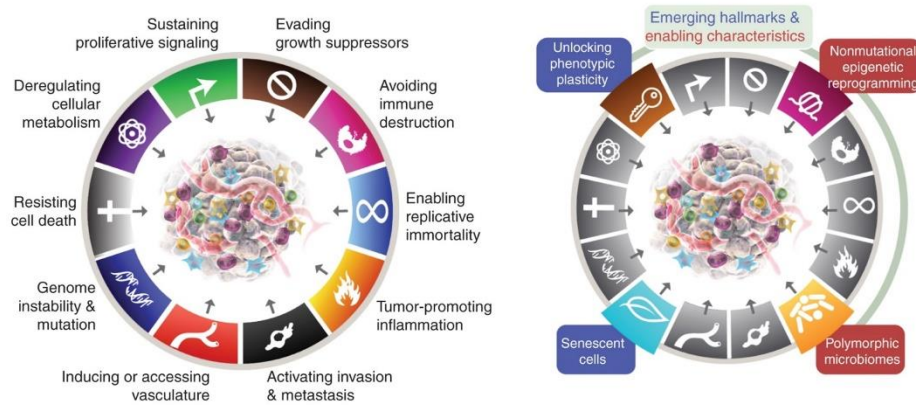 Sustaining
proliferative signaling
Evading
growth suppressors
Deregulating
cellular
metabolism
Avoiding
immune
destruction
Resisting
cell death
Enabling
replicative
immortality
Genome
instability &
mutation
Tumor-promoting
inflammation
Inducing or accessing
vasculature
Activating invasion
& metastasis
Emerging hallmarks &
enabling characteristics
Unlocking
phenotypic
plasticity
Nonmutational
epigenetic
reprogramming
Senescent
cells
Polymorphic
microbiomes